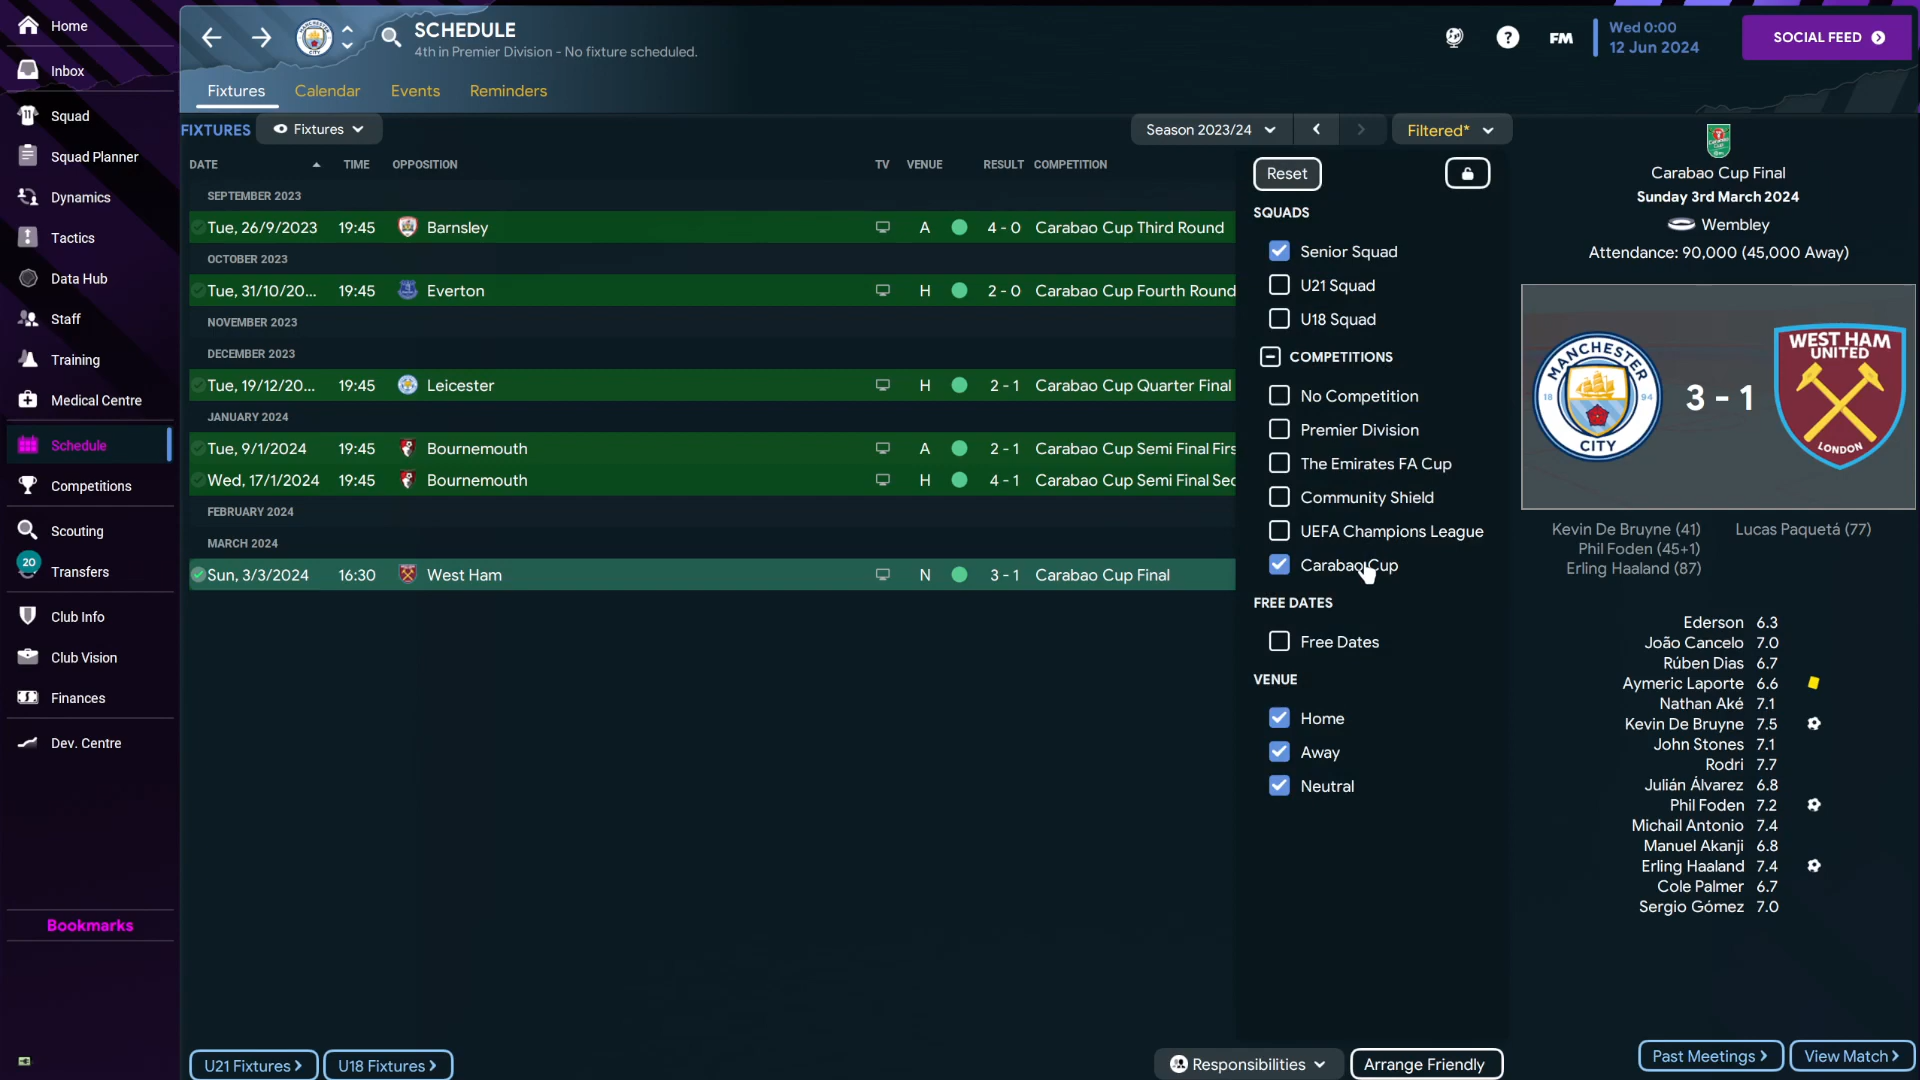 Home
Inbox
Squad
Squad Planner
Dynamics
Tactics
Data Hub
Staff
Training
Medical Centre
Schedule
Competitions
Scouting
20
Transfers
Club Info
Club Vision
Finances
Dev. Centre
Bookmarks
SCHEDULE
4th in Premier Division - No fixture scheduled.
FM
Wed 0:00
12 Jun 2024
SOCIAL FEED
Fixtures Calendar Events Reminders
FIXTURES Fixtures
Season 2023/24 Filtered*
DATE TIME OPPOSITION TV VENUE RESULT COMPETITION
SEPTEMBER 2023
Tue, 26/9/2023 19:45 Barnsley A 4 - 0 Carabao Cup Third Round
OCTOBER 2023
Tue, 31/10/20... 19:45 Everton H 2 - 0 Carabao Cup Fourth Round
NOVEMBER 2023
DECEMBER 2023
Tue, 19/12/20... 19:45 Leicester H 2 - 1 Carabao Cup Quarter Final
JANUARY 2024
Tue, 9/1/2024 19:45 Bournemouth A 2 - 1 Carabao Cup Semi Final Firs
Wed, 17/1/2024 19:45 Bournemouth H 4 - 1 Carabao Cup Semi Final Sec
FEBRUARY 2024
MARCH 2024
Sun, 3/3/2024 16:30 West Ham N 3 - 1 Carabao Cup Final
Reset
SQUADS
Senior Squad
U21 Squad
U18 Squad
COMPETITIONS
No Competition
Premier Division
The Emirates FA Cup
Community Shield
UEFA Champions League
Carabao Cup
FREE DATES
Free Dates
VENUE
Home
Away
Neutral
Carabao Cup Final
Sunday 3rd March 2024
Wembley
Attendance: 90,000 (45,000 Away)
MANCHESTER
18 94
CITY
3 - 1
WEST HAM
UNITED
LONDON
Kevin De Bruyne (41) Lucas Paquetá (77)
Phil Foden (45+1)
Erling Haaland (87)
Ederson 6.3
João Cancelo 7.0
Rúben Dias 6.7
Aymeric Laporte 6.6
Nathan Aké 7.1
Kevin De Bruyne 7.5
John Stones 7.1
Rodri 7.7
Julián Álvarez 6.8
Phil Foden 7.2
Michail Antonio 7.4
Manuel Akanji 6.8
Erling Haaland 7.4
Cole Palmer 6.7
Sergio Gómez 7.0
U21 Fixtures U18 Fixtures
Responsibilities Arrange Friendly
Past Meetings View Match